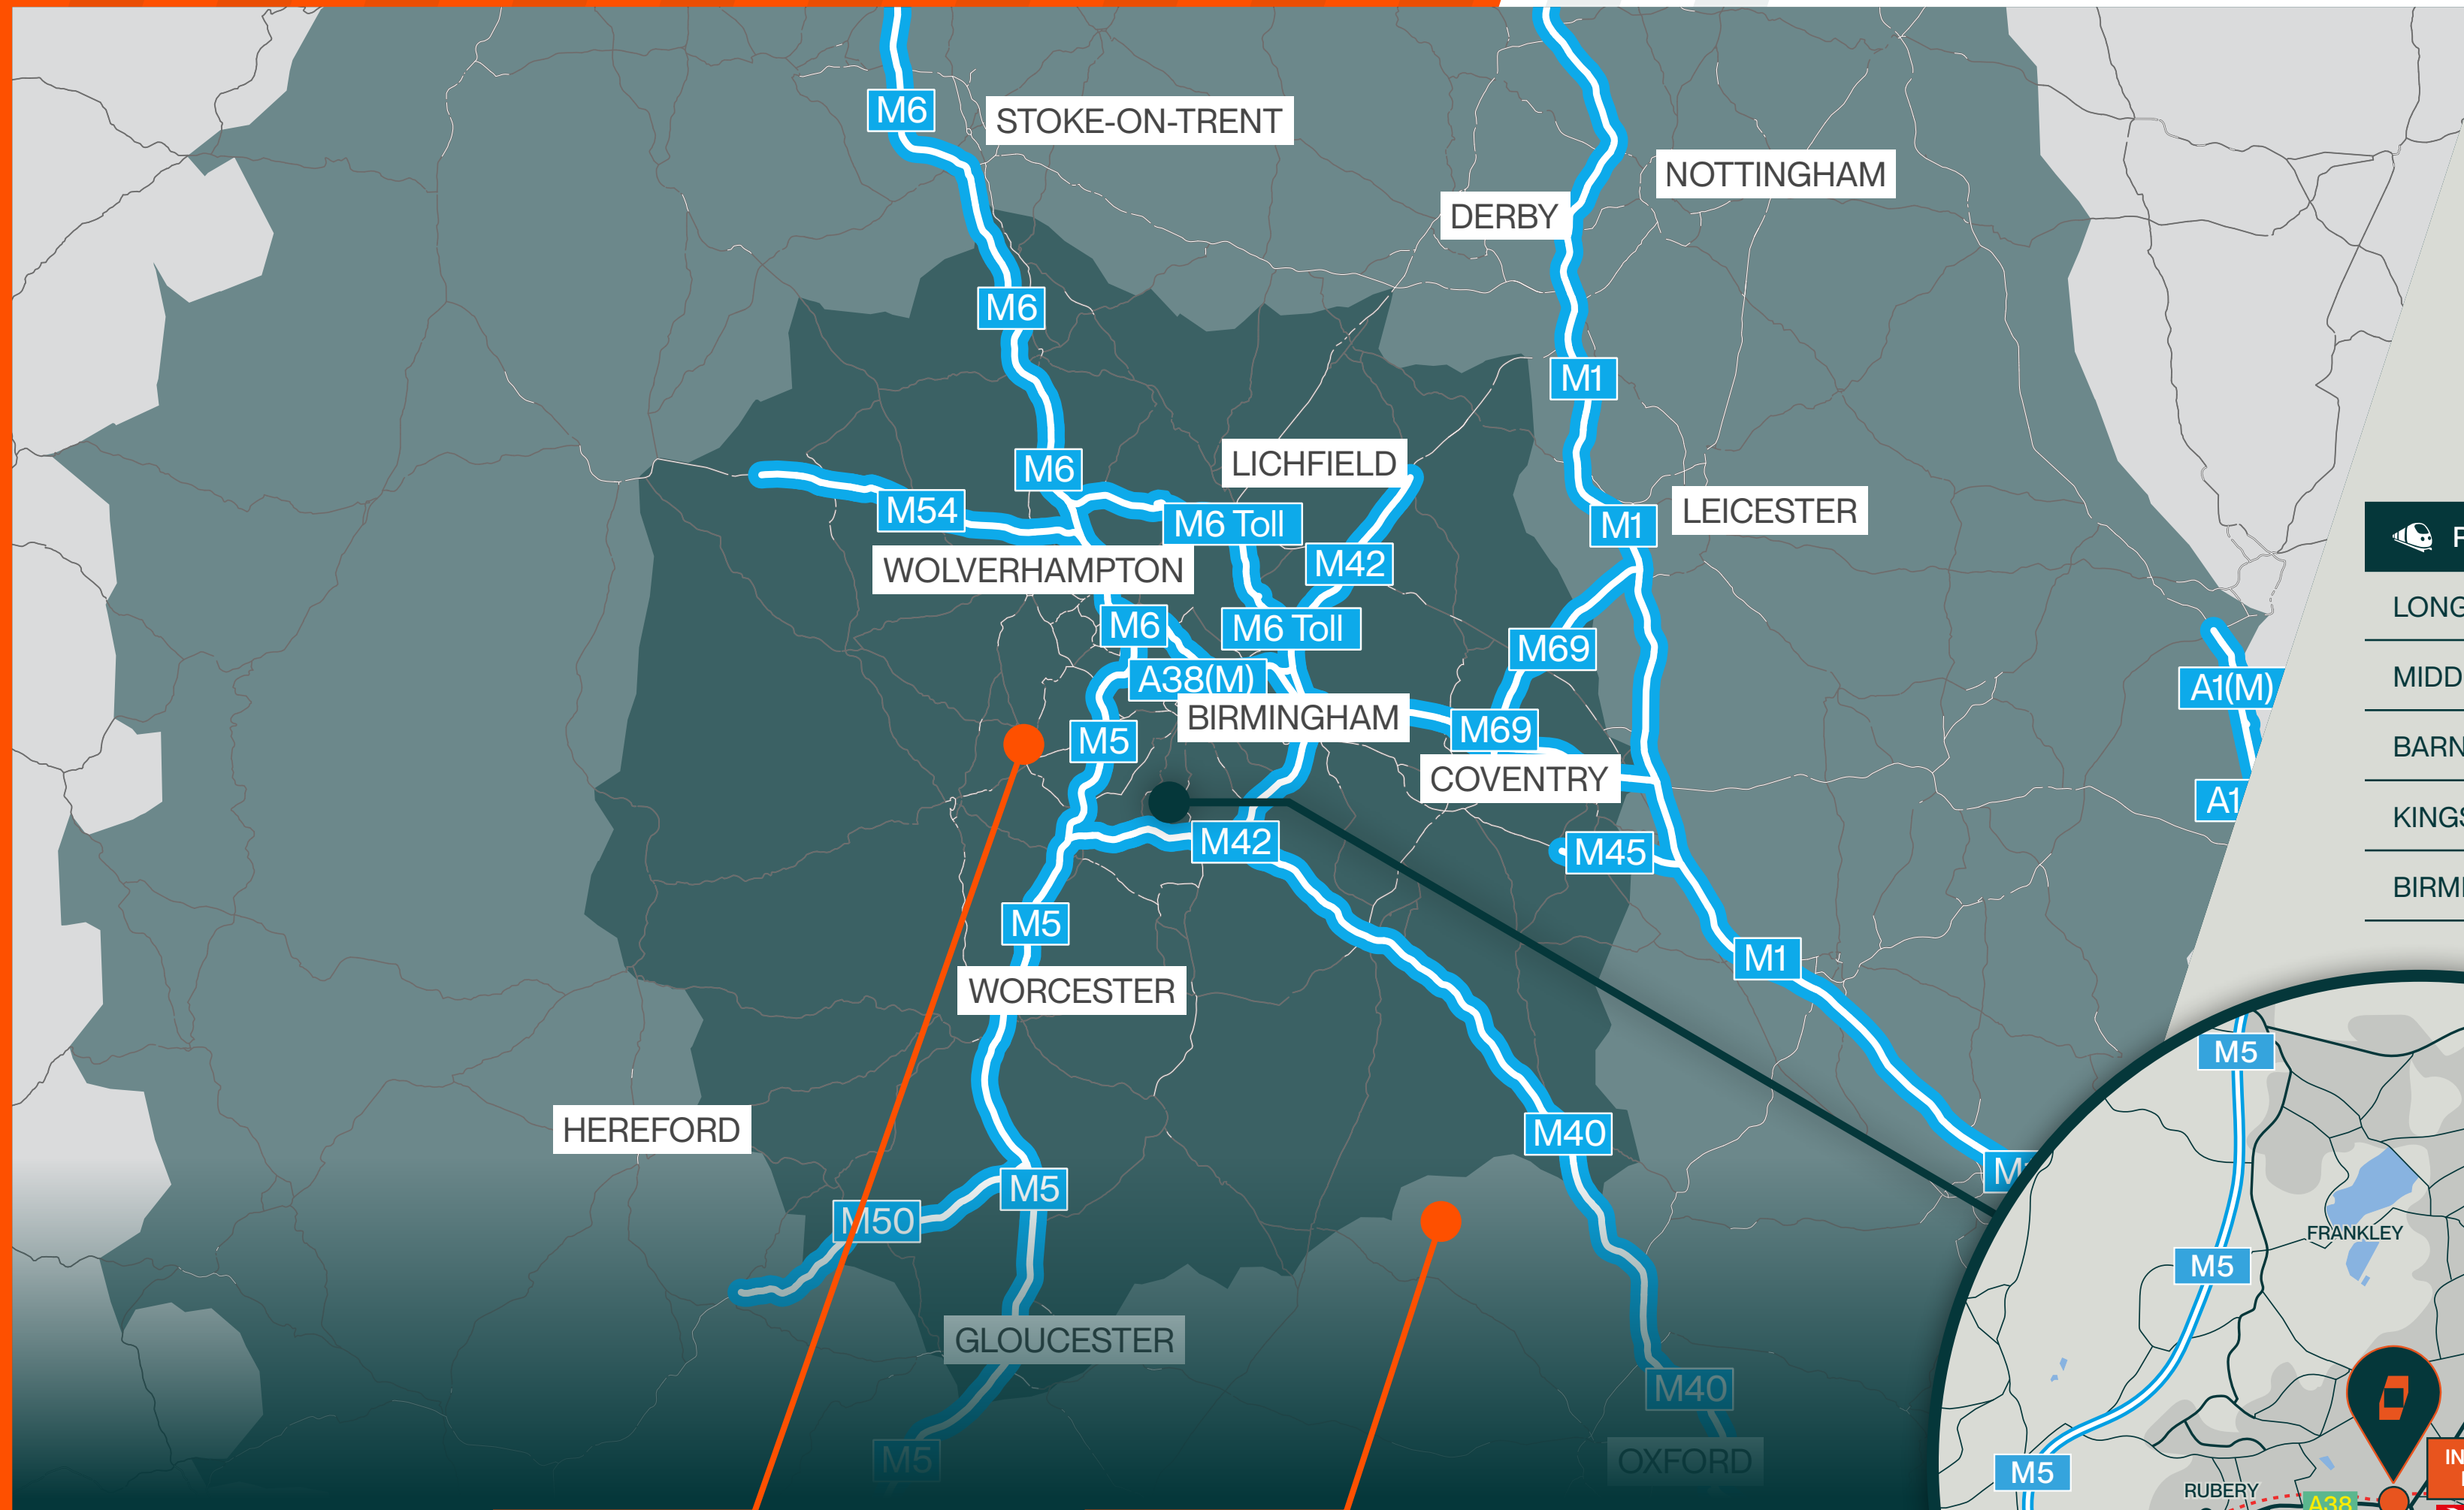 M6
STOKE-ON-TRENT
NOTTINGHAM
DERBY
M6
M1
LICHFIELD
M6
M54
M6 Toll
LEICESTER
M1
M42
WOLVERHAMPTON
M6
M6 Toll
M69
A38(M)
A1(M)
BIRMINGHAM
M69
M5
COVENTRY
A1
M42
M45
M5
M1
WORCESTER
HEREFORD
M40
M5
M50
GLOUCESTER
M40
M5
OXFORD
LONG
MIDD
BARN
KINGS
BIRM
M5
FRANKLEY
M5
M5
RUBERY
A38
IN